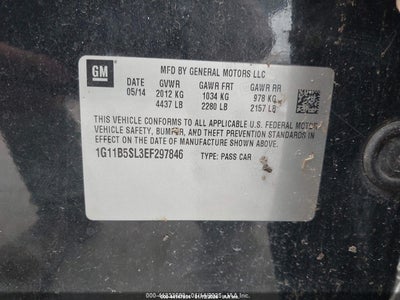 GM
MFD BY GENERAL MOTORS LLC
DATE GVWR GAWR FRT GAWR RR
05/14 2012 KG 1034 KG 978 KG
4437 LB 2280 LB 2157 LB
THIS VEHICLE CONFORMS TO ALL APPLICABLE U.S. FEDERAL MOTOR
VEHICLE SAFETY, BUMPER, AND THEFT PREVENTION STANDARDS IN
EFFECT ON THE DATE OF MANUFACTURE SHOWN ABOVE.
1G11B5SL3EF297846 TYPE: PASS CAR